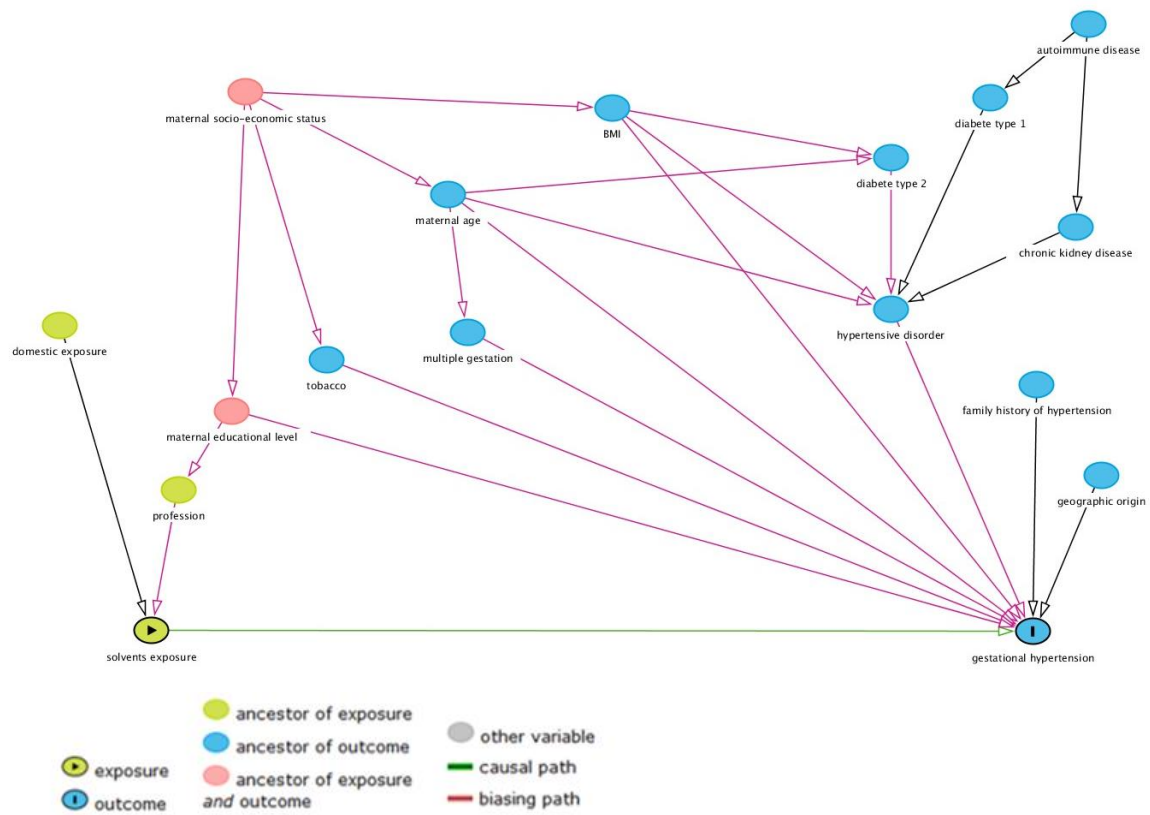 autoimmune disease
maternal socio-economic status
diabete type 1
BMI
diabete type 2
maternal age
chronic kidney disease
hypertensive disorder
domestic exposure
multiple gestation
tobacco
family history of hypertension
maternal educational level
geographic origin
profession
solvents exposure
gestational hypertension
exposure
outcome
ancestor of exposure
ancestor of outcome
ancestor of exposure
and outcome
other variable
causal path
biasing path